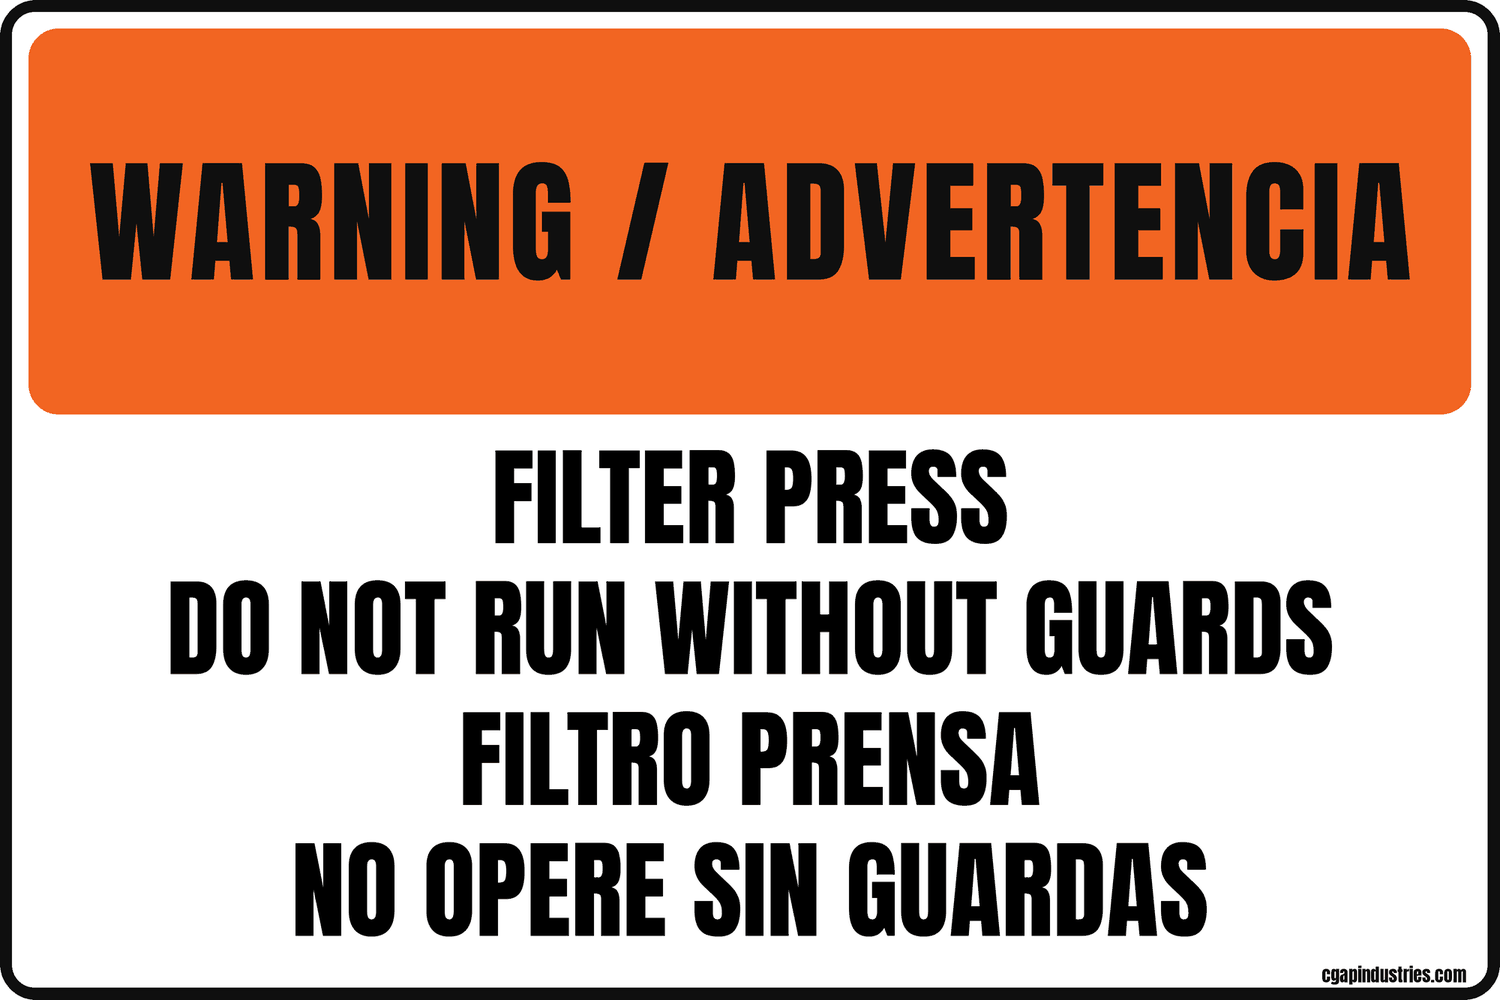 WARNING / ADVERTENCIA
FILTER PRESS
DO NOT RUN WITHOUT GUARDS
FILTRO PRENSA
NO OPERE SIN GUARDAS
cgapindustries.com